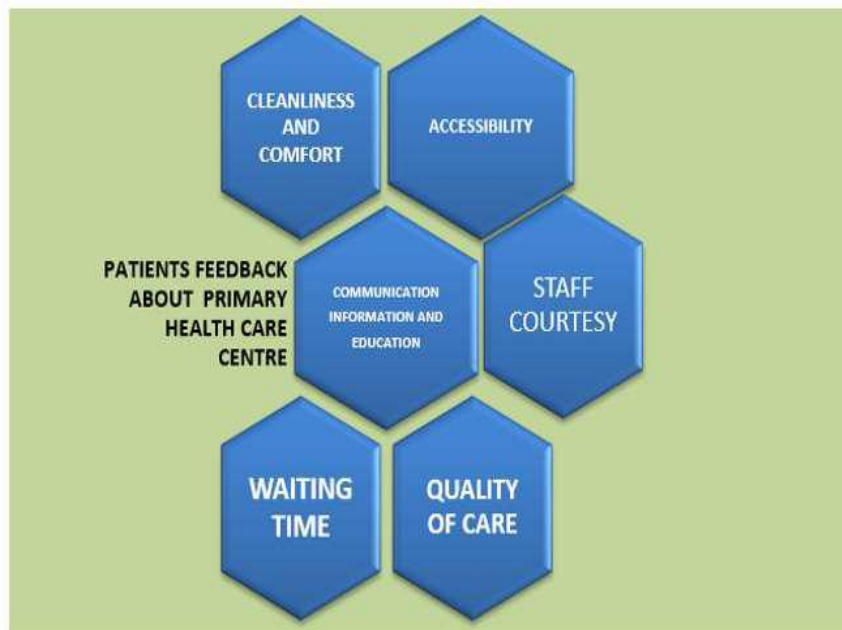 CLEANLINESS
AND
COMFORT
ACCESSIBILITY
PATIENTS FEEDBACK
ABOUT PRIMARY
HEALTH CARE
CENTRE
COMMUNICATION
INFORMATION AND
EDUCATION
STAFF
COURTESY
WAITING
TIME
QUALITY
OF CARE